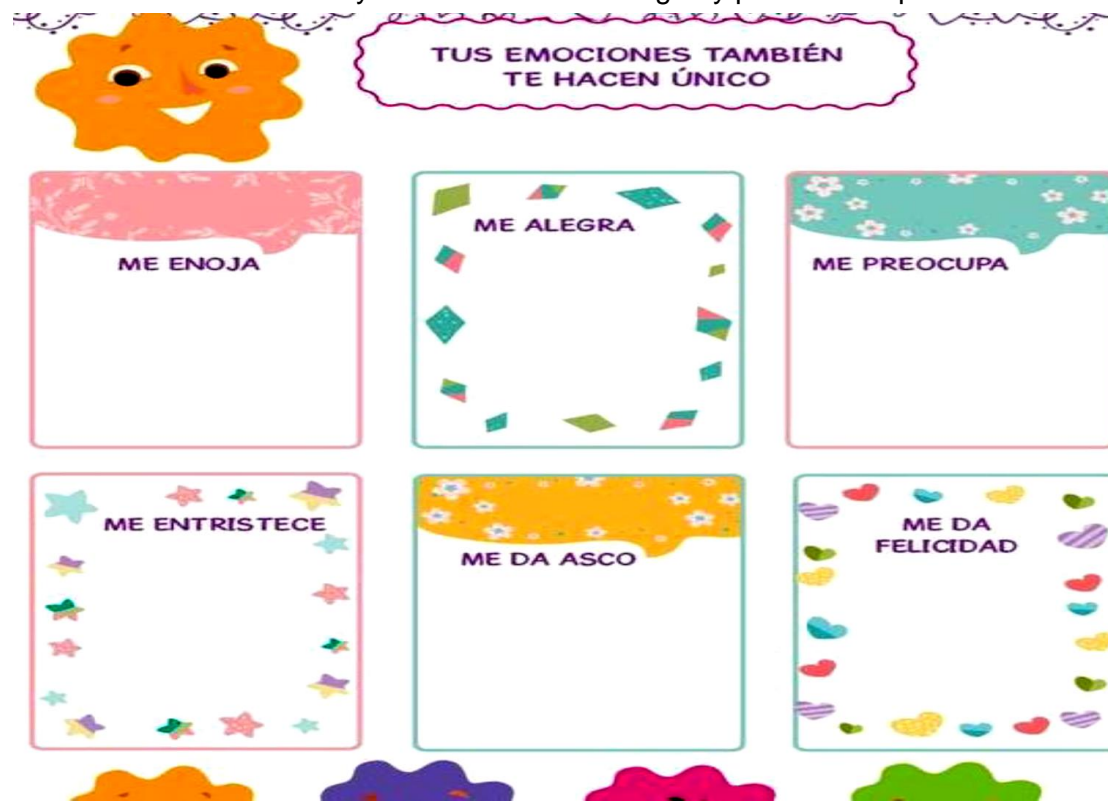 TUS EMOCIONES TAMBIÉN
TE HACEN ÚNICO
ME ENOJA
ME ALEGRA
ME PREOCUPA
ME ENTRISTECE
ME DA ASCO
ME DA
FELICIDAD